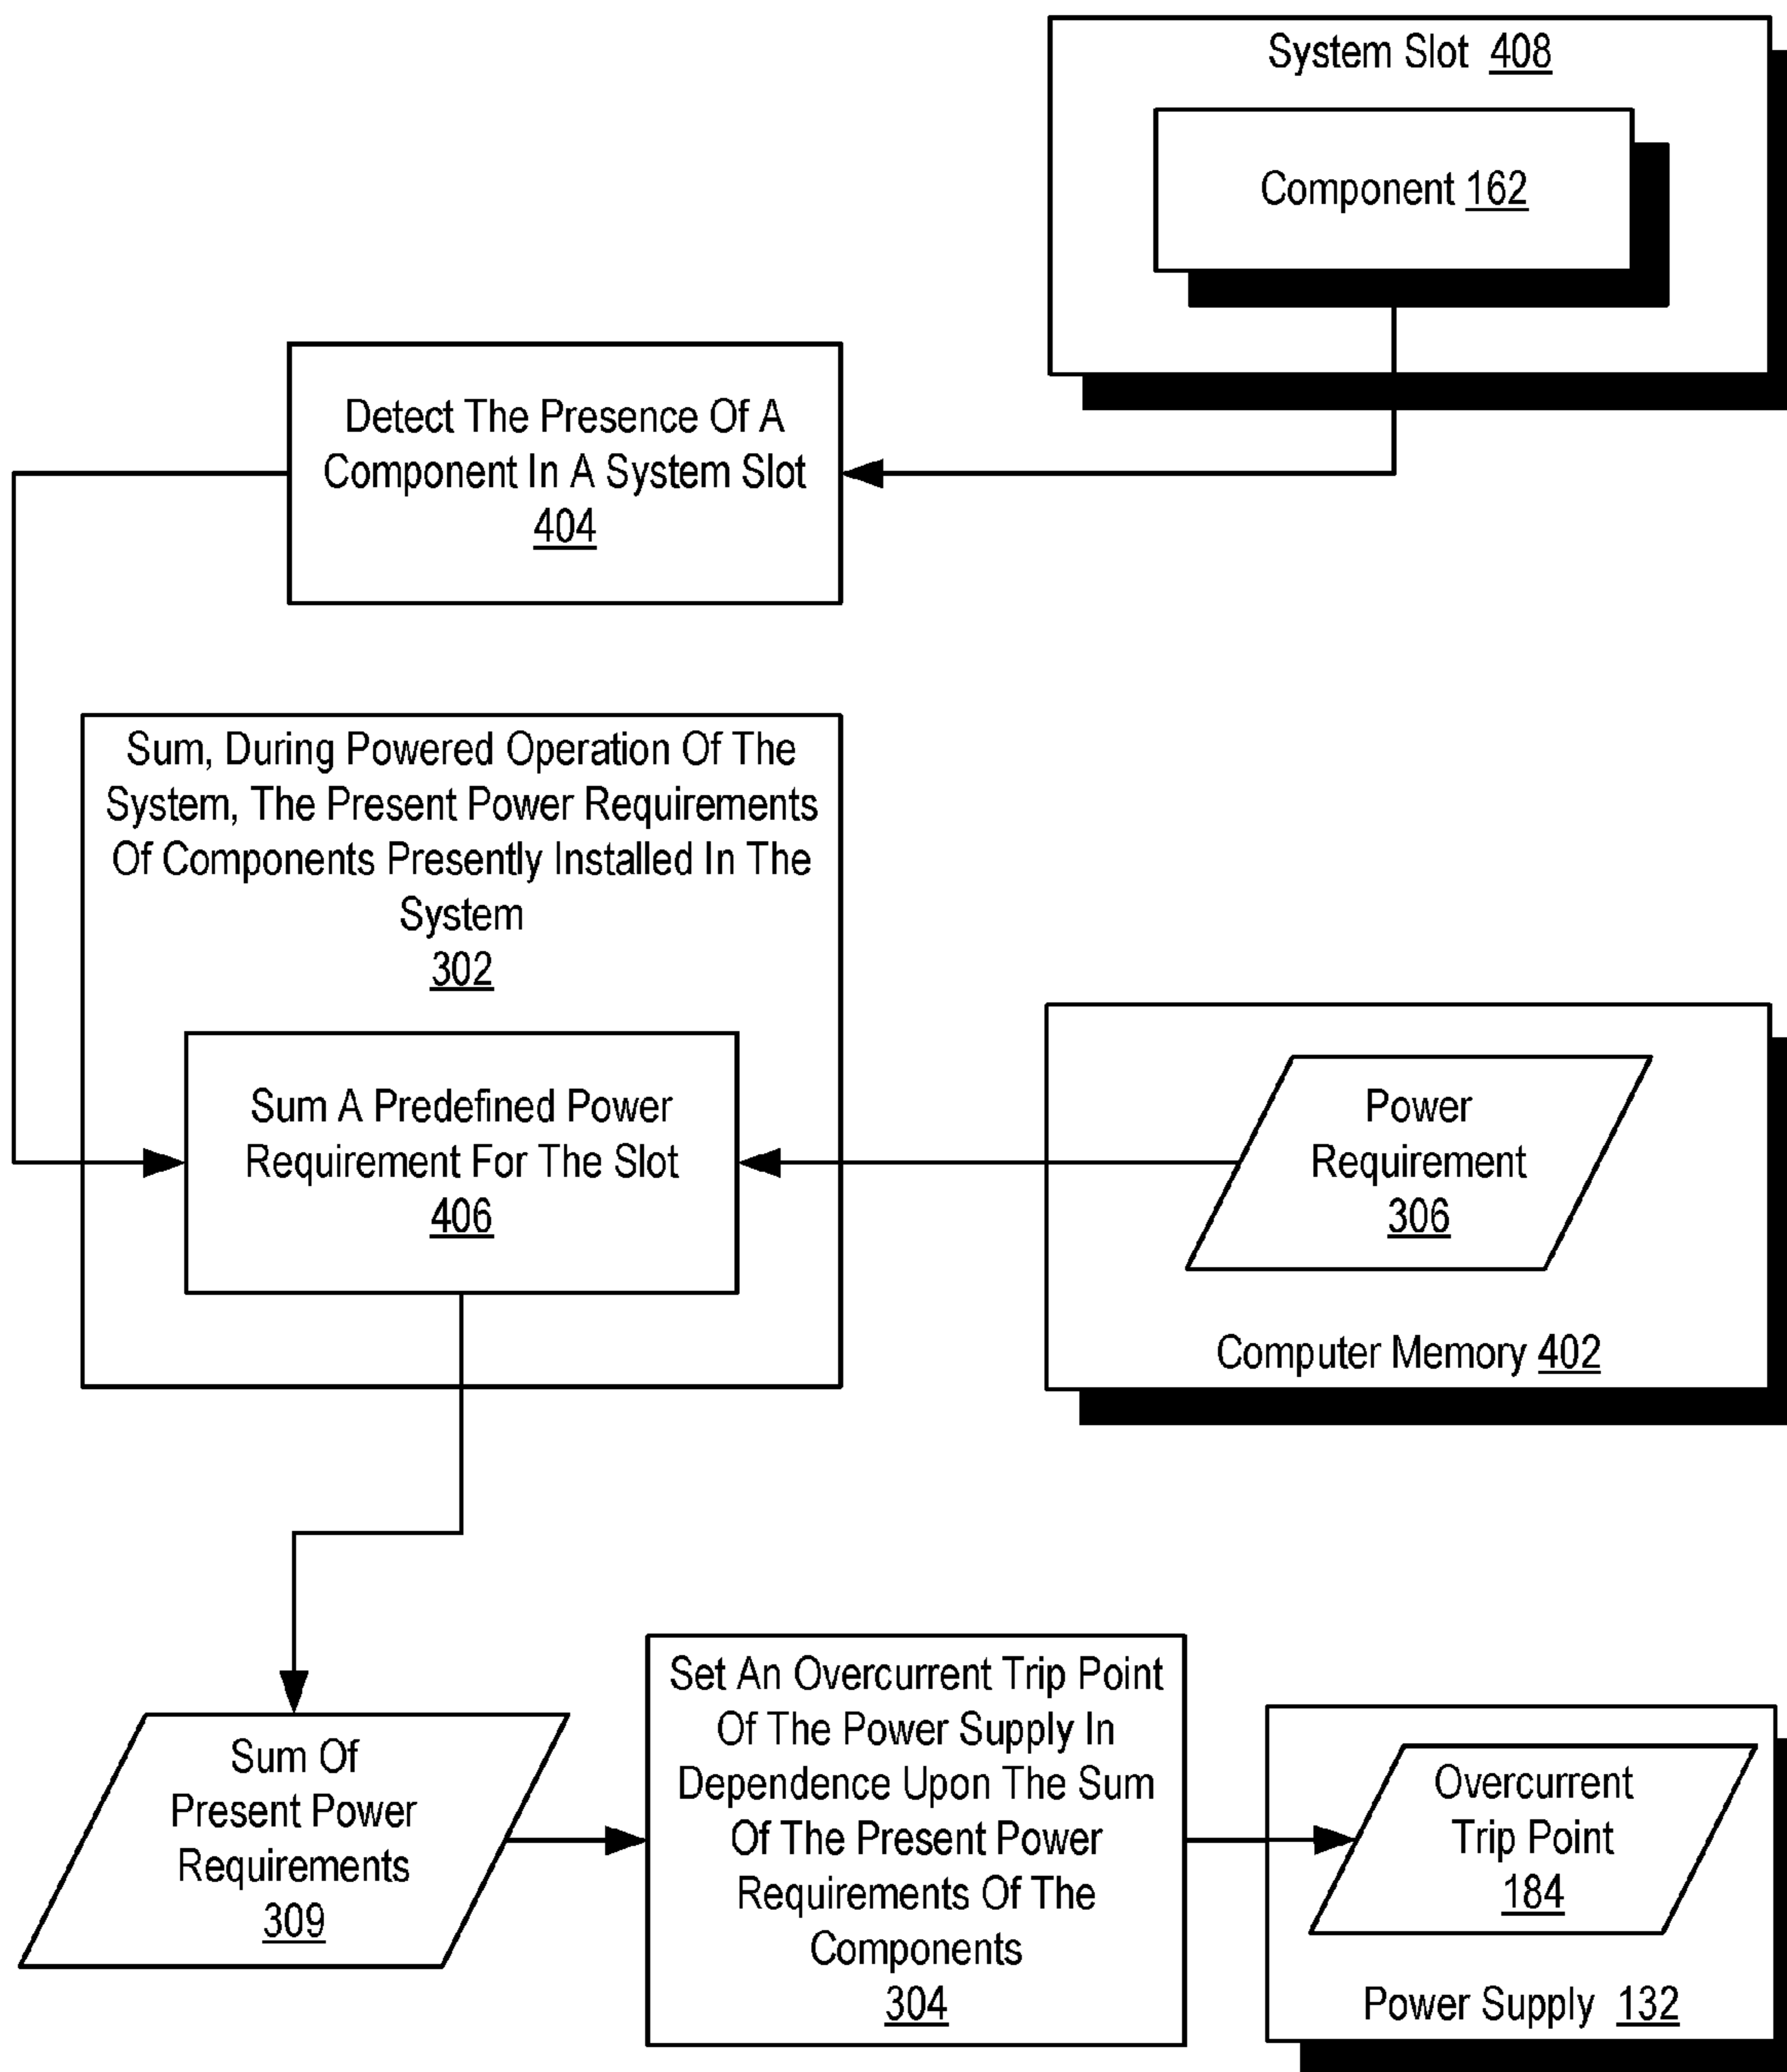 System Slot 408
Component 162
Detect The Presence Of A
Component In A System Slot
404
Sum, During Powered Operation Of The
System, The Present Power Requirements
Of Components Presently Installed In The
System
302
Sum A Predefined Power
Requirement For The Slot
406
Power
Requirement
306
Computer Memory 402
Sum Of
Present Power
Requirements
309
Set An Overcurrent Trip Point
Of The Power Supply In
Dependence Upon The Sum
Of The Present Power
Requirements Of The
Components
304
Overcurrent
Trip Point
184
Power Supply 132